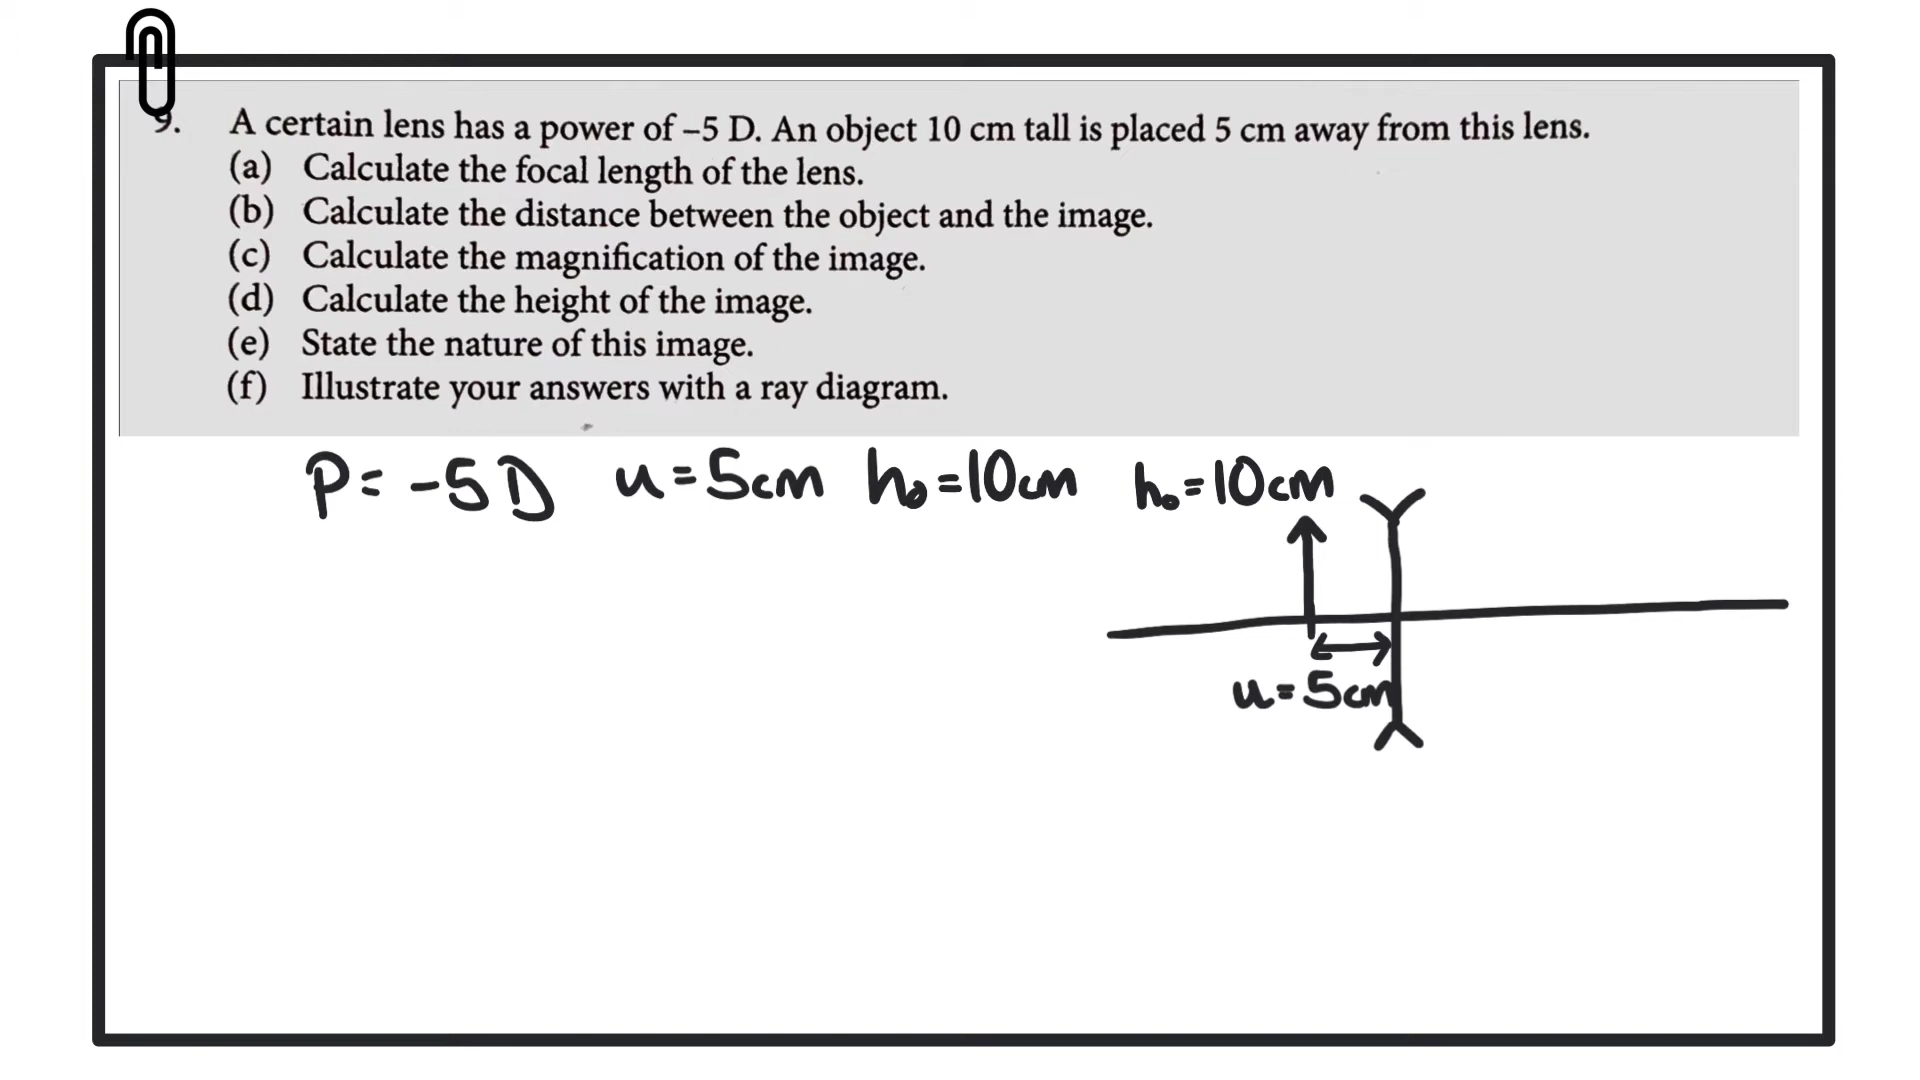 9. A certain lens has a power of –5 D. An object 10 cm tall is placed 5 cm away from this lens.
(a) Calculate the focal length of the lens.
(b) Calculate the distance between the object and the image.
(c) Calculate the magnification of the image.
(d) Calculate the height of the image.
(e) State the nature of this image.
(f) Illustrate your answers with a ray diagram.
P = -5 D u = 5cm h₀ = 10cm h₀ = 10cm
u = 5cm